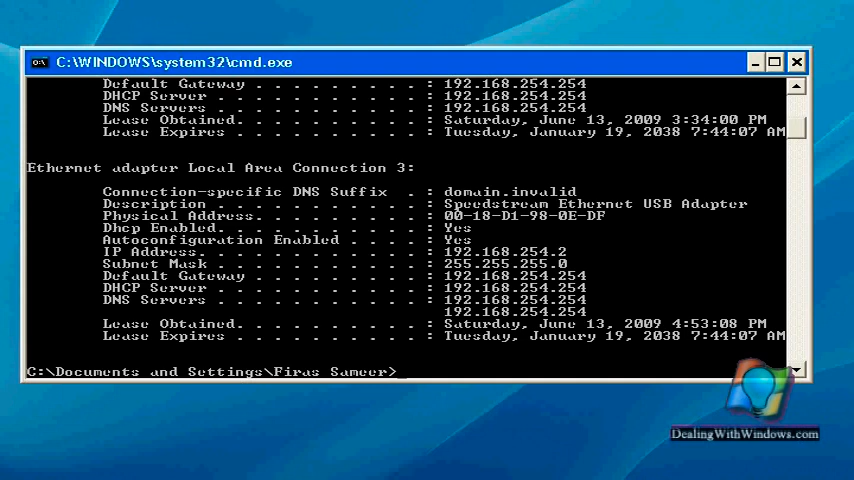 C:\WINDOWS\system32\cmd.exe
Default Gateway . . . . . . . . . : 192.168.254.254
DHCP Server . . . . . . . . . . . : 192.168.254.254
DNS Servers . . . . . . . . . . . : 192.168.254.254
Lease Obtained. . . . . . . . . . : Saturday, June 13, 2009 3:34:00 PM
Lease Expires . . . . . . . . . . : Tuesday, January 19, 2038 7:44:07 AM
Ethernet adapter Local Area Connection 3:
Connection-specific DNS Suffix  . : domain.invalid
Description . . . . . . . . . . . : Speedstream Ethernet USB Adapter
Physical Address. . . . . . . . . : 00-18-D1-98-0E-DF
Dhcp Enabled. . . . . . . . . . . : Yes
Autoconfiguration Enabled . . . . : Yes
IP Address. . . . . . . . . . . . : 192.168.254.2
Subnet Mask . . . . . . . . . . . : 255.255.255.0
Default Gateway . . . . . . . . . : 192.168.254.254
DHCP Server . . . . . . . . . . . : 192.168.254.254
DNS Servers . . . . . . . . . . . : 192.168.254.254
192.168.254.254
Lease Obtained. . . . . . . . . . : Saturday, June 13, 2009 4:53:08 PM
Lease Expires . . . . . . . . . . : Tuesday, January 19, 2038 7:44:07 AM
C:\Documents and Settings\Firas Sameer>_
DealingWithWindows.com